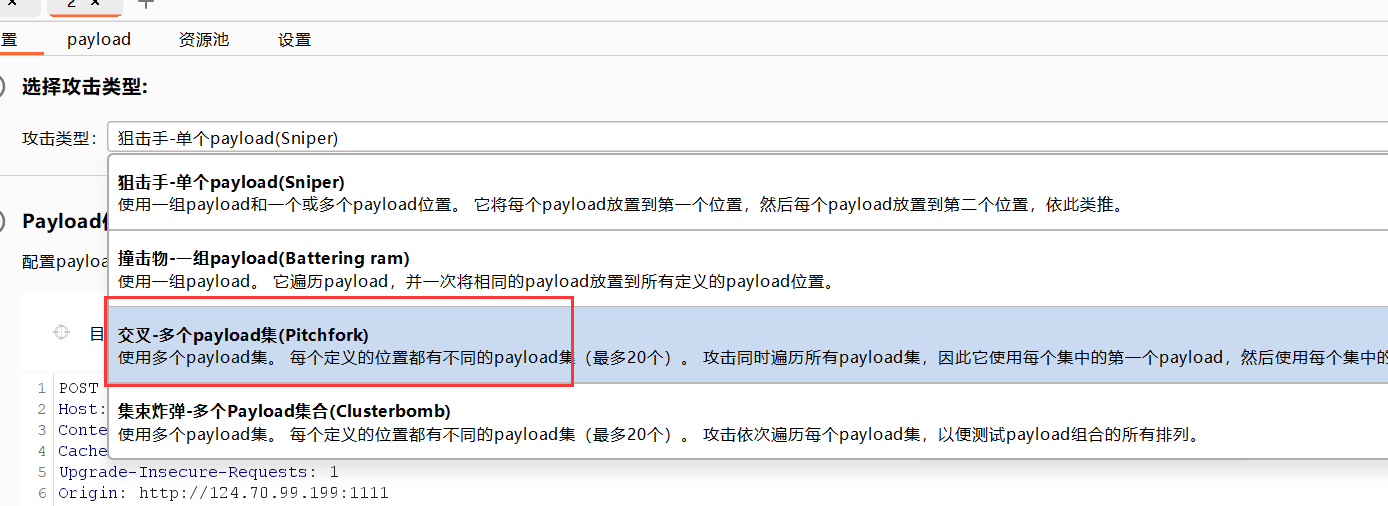 2 ×
置 payload 资源池 设置
选择攻击类型:
攻击类型: 狙击手-单个payload(Sniper)
狙击手-单个payload(Sniper)
使用一组payload和一个或多个payload位置。 它将每个payload放置到第一个位置，然后每个payload放置到第二个位置，依此类推。
Payload
撞击物-一组payload(Battering ram)
配置payloa
使用一组payload。 它遍历payload，并一次将相同的payload放置到所有定义的payload位置。
目
交叉-多个payload集(Pitchfork)
使用多个payload集。 每个定义的位置都有不同的payload集（最多20个）。 攻击同时遍历所有payload集，因此它使用每个集中的第一个payload，然后使用每个集中的
1 POST
集束炸弹-多个Payload集合(Clusterbomb)
2 Host:
3 Conte
使用多个payload集。 每个定义的位置都有不同的payload集（最多20个）。 攻击依次遍历每个payload集，以便测试payload组合的所有排列。
4 Cache
5 Upgrade-Insecure-Requests: 1
6 Origin: http://124.70.99.199:1111